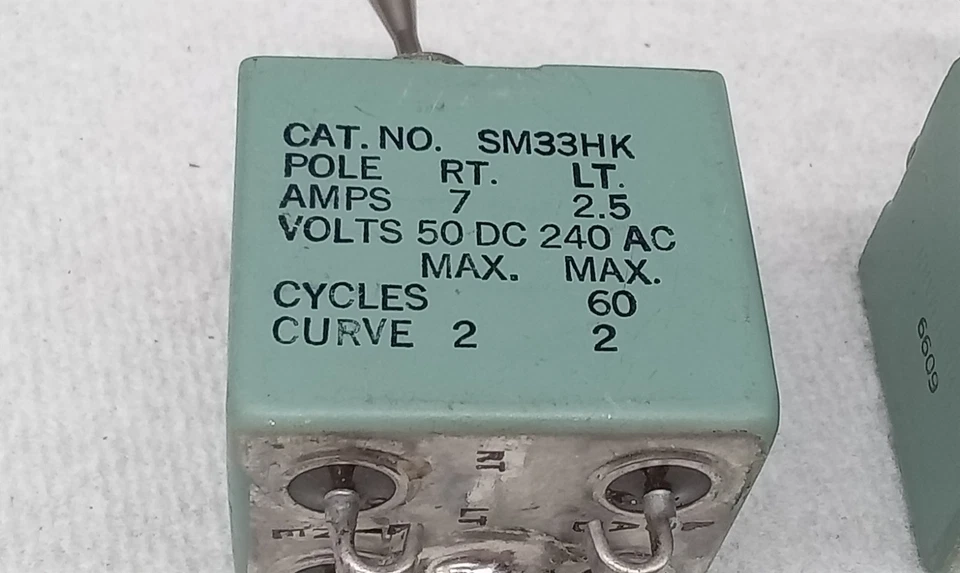 CAT. NO. SM33HK
POLE RT. LT.
AMPS 7 2.5
VOLTS 50 DC 240 AC
MAX. MAX.
CYCLES 60
CURVE 2 2
RT
LT
6609